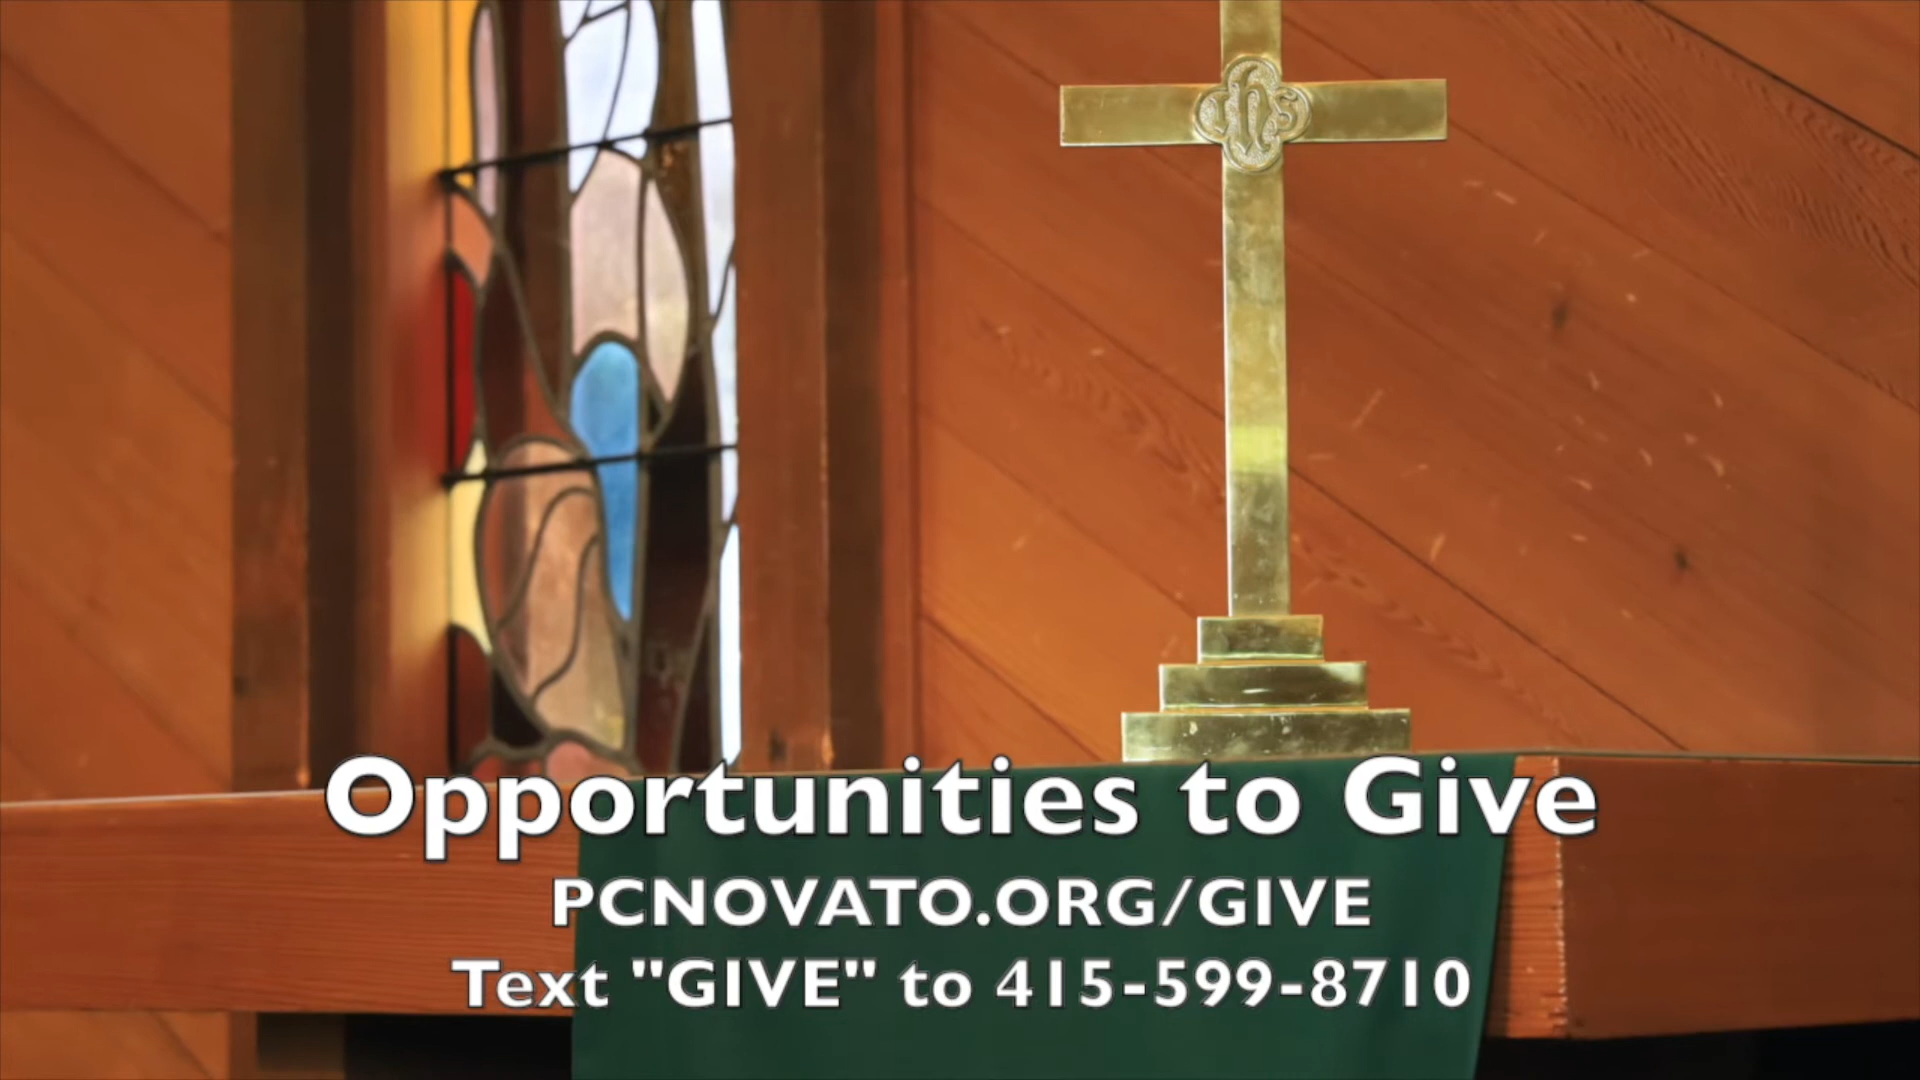 IHS
Opportunities to Give
PCNOVATO.ORG/GIVE
Text "GIVE" to 415-599-8710